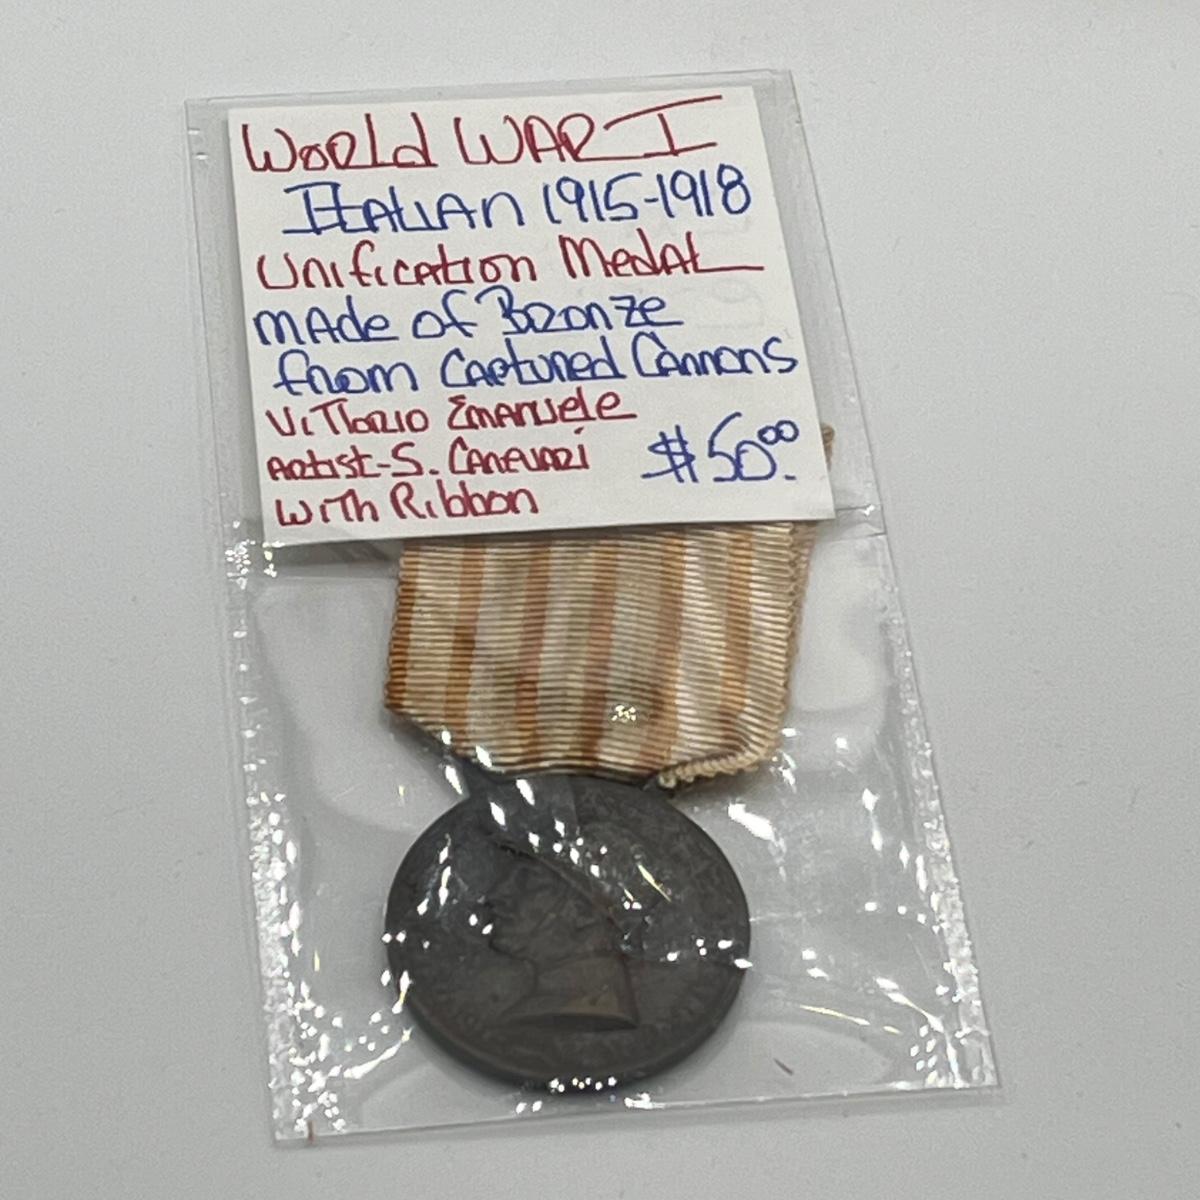 World WAR I
Italian 1915-1918
Unification Medal
Made of Bronze
from Captured Cannons
Vittorio Emanuele
Artist-S. Canevari
With Ribbon
$50.00